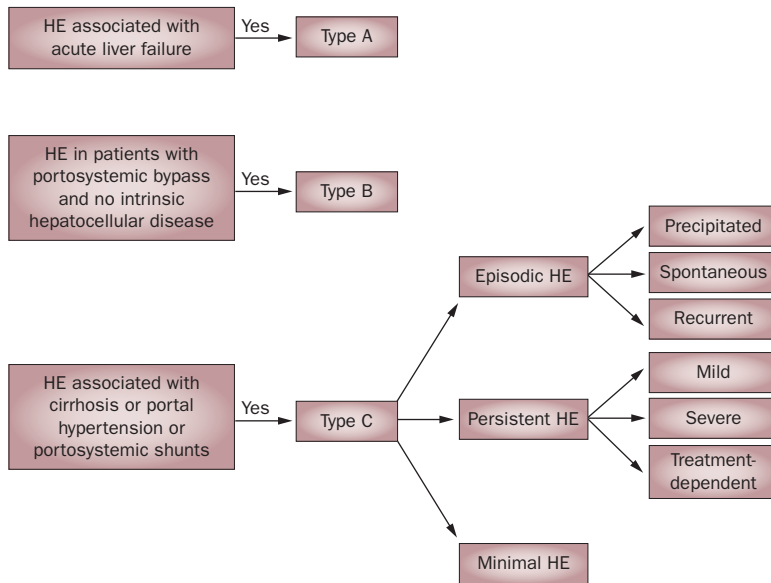 HE associated with
acute liver failure
Yes
Type A
HE in patients with
portosystemic bypass
and no intrinsic
hepatocellular disease
Yes
Type B
HE associated with
cirrhosis or portal
hypertension or
portosystemic shunts
Yes
Type C
Episodic HE
Precipitated
Spontaneous
Recurrent
Persistent HE
Mild
Severe
Treatment-
dependent
Minimal HE